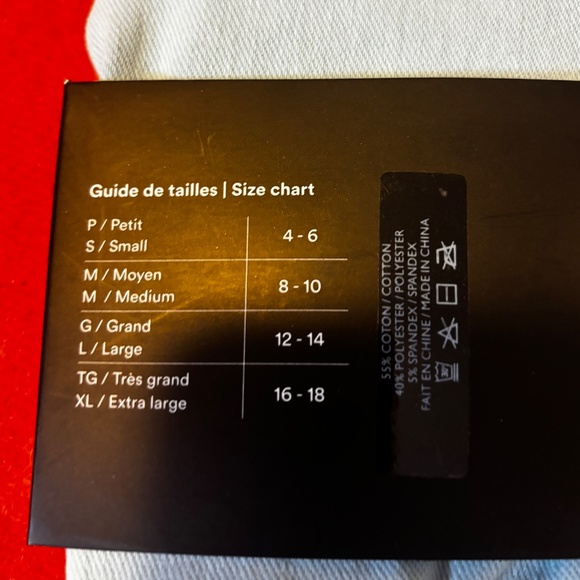 Guide de tailles | Size chart
P / Petit
S / Small
4 - 6
M / Moyen
M / Medium
8 - 10
G / Grand
L / Large
12 - 14
TG / Très grand
XL / Extra large
16 - 18
55% COTON / COTTON
40% POLYESTER / POLYESTER
5% SPANDEX / SPANDEX
FAIT EN CHINE / MADE IN CHINA